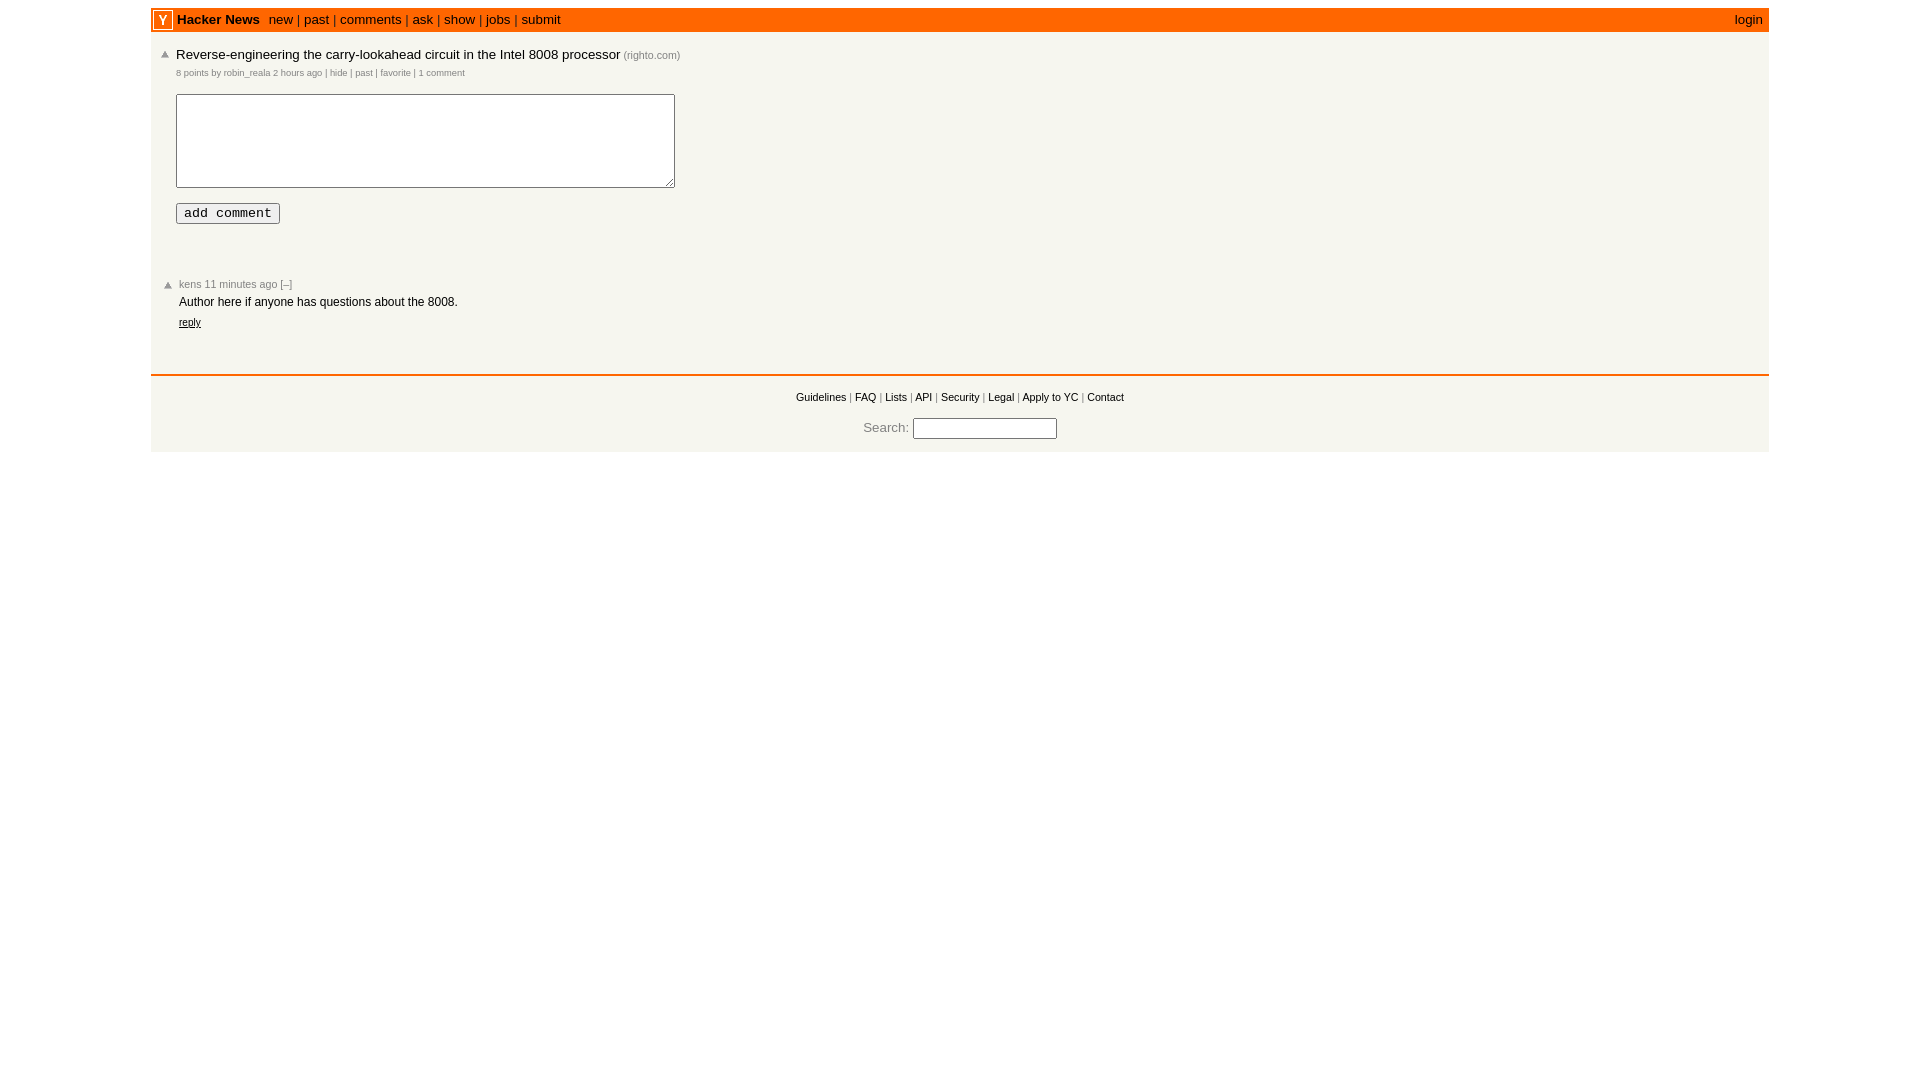 Y Hacker News new | past | comments | ask | show | jobs | submit login
Reverse-engineering the carry-lookahead circuit in the Intel 8008 processor (righto.com)
8 points by robin_reala 2 hours ago | hide | past | favorite | 1 comment
add comment
kens 11 minutes ago [–]
Author here if anyone has questions about the 8008.
reply
Guidelines | FAQ | Lists | API | Security | Legal | Apply to YC | Contact
Search: